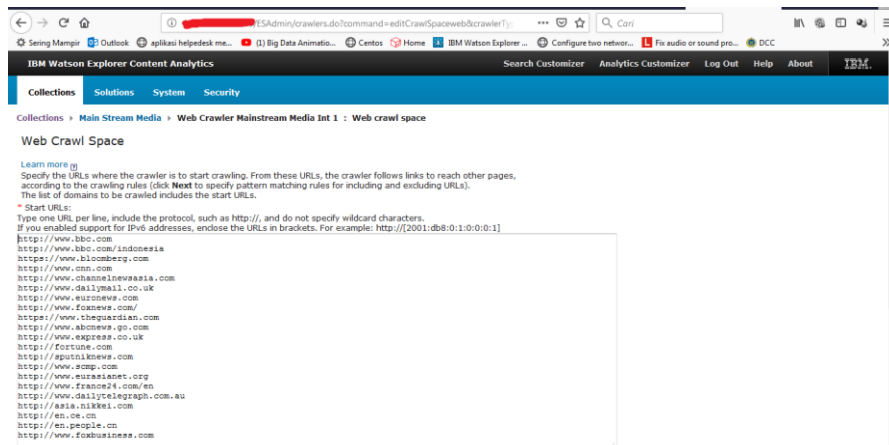 /ESAdmin/crawlers.do?command=editCrawlSpaceweb&crawlerTy
Cari
Sering Mampir Outlook aplikasi helpedesk me... (1) Big Data Animatio... Centos Home IBM Watson Explorer ... Configure two networ... Fix audio or sound pro... DCC
IBM Watson Explorer Content Analytics Search Customizer Analytics Customizer Log Out Help About IBM.
Collections Solutions System Security
Collections ▸ Main Stream Media ▸ Web Crawler Mainstream Media Int 1 : Web crawl space
Web Crawl Space
Learn more
Specify the URLs where the crawler is to start crawling. From these URLs, the crawler follows links to reach other pages,
according to the crawling rules (click Next to specify pattern matching rules for including and excluding URLs).
The list of domains to be crawled includes the start URLs.
* Start URLs:
Type one URL per line, include the protocol, such as http://, and do not specify wildcard characters.
If you enabled support for IPv6 addresses, enclose the URLs in brackets. For example: http://[2001:db8:0:1:0:0:0:1]
http://www.bbc.com
http://www.bbc.com/indonesia
https://www.bloomberg.com
http://www.cnn.com
http://www.channelnewsasia.com
http://www.dailymail.co.uk
http://www.euronews.com
http://www.foxnews.com/
https://www.theguardian.com
http://www.abcnews.go.com
http://www.express.co.uk
http://fortune.com
http://sputniknews.com
http://www.scmp.com
http://www.eurasianet.org
http://www.france24.com/en
http://www.dailytelegraph.com.au
http://asia.nikkei.com
http://en.ce.cn
http://en.people.cn
http://www.foxbusiness.com